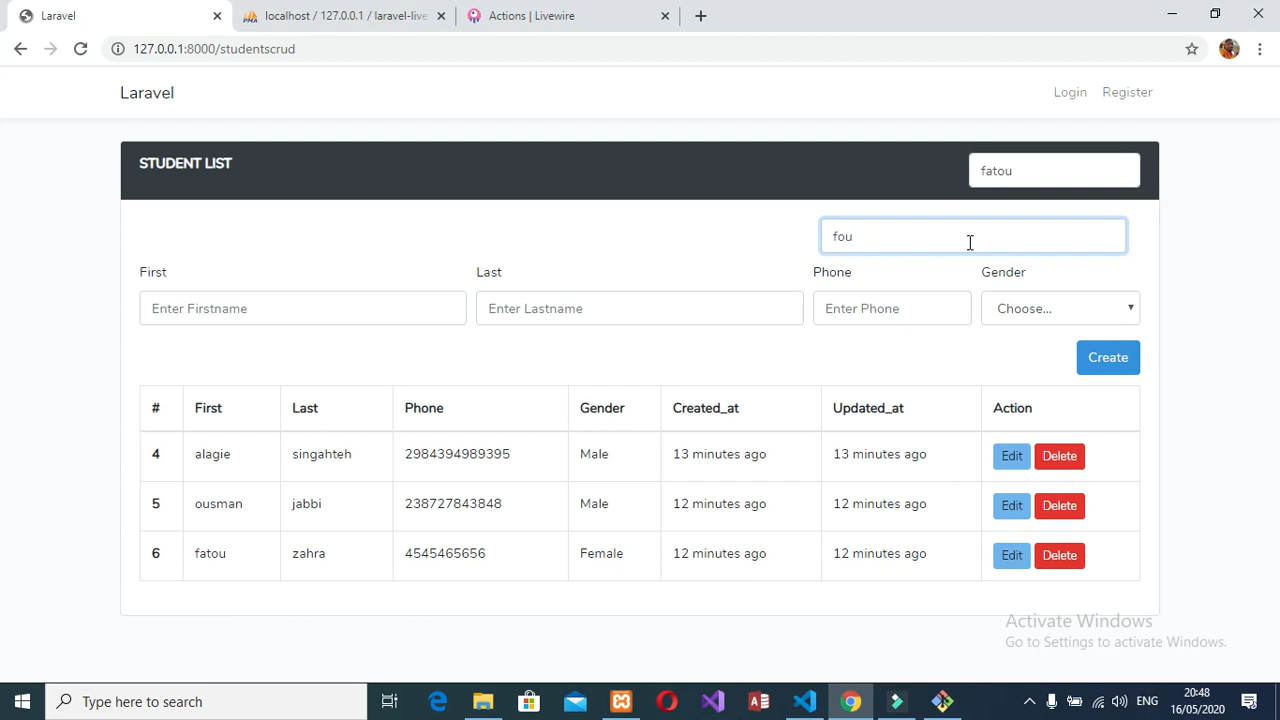 Laravel
localhost / 127.0.0.1 / laravel-live
Actions | Livewire
127.0.0.1:8000/studentscrud
Laravel
Login Register
STUDENT LIST
fatou
fou
First Last Phone Gender
Enter Firstname Enter Lastname Enter Phone Choose...
Create
# First Last Phone Gender Created_at Updated_at Action
4 alagie singahteh 2984394989395 Male 13 minutes ago 13 minutes ago Edit Delete
5 ousman jabbi 238727843848 Male 12 minutes ago 12 minutes ago Edit Delete
6 fatou zahra 4545465656 Female 12 minutes ago 12 minutes ago Edit Delete
Activate Windows
Go to Settings to activate Windows.
Type here to search
ENG
20:48
16/05/2020